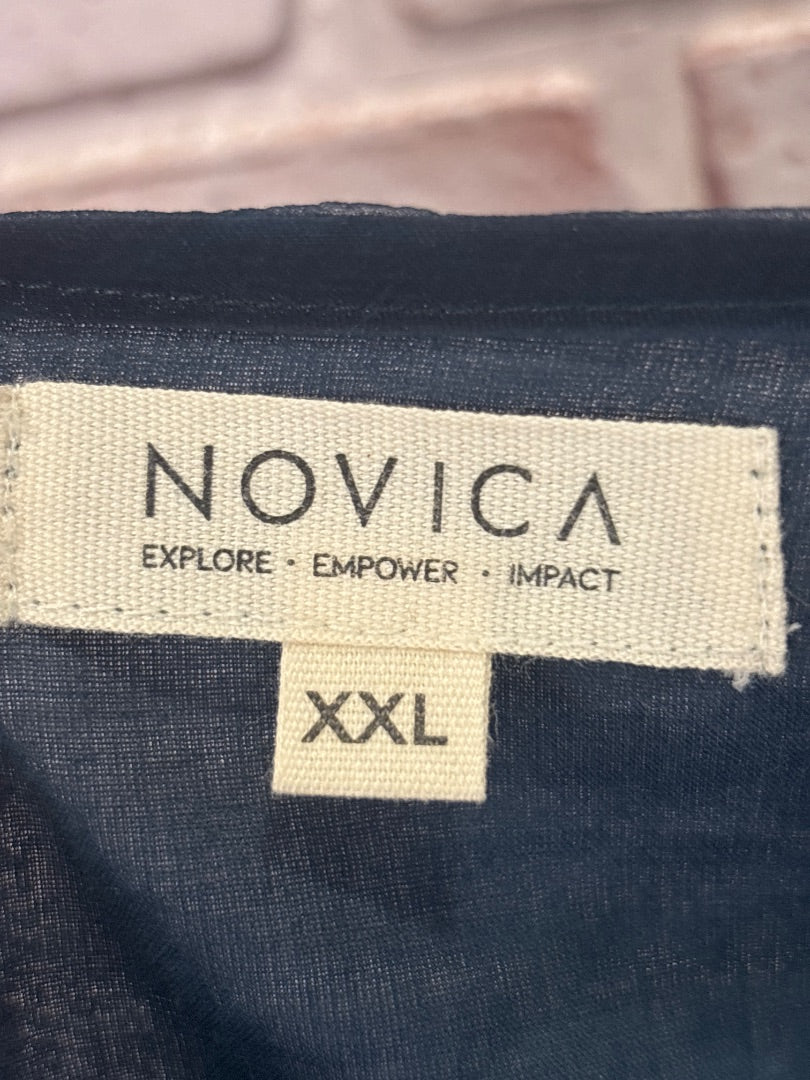 NOVICA
EXPLORE · EMPOWER · IMPACT
XXL